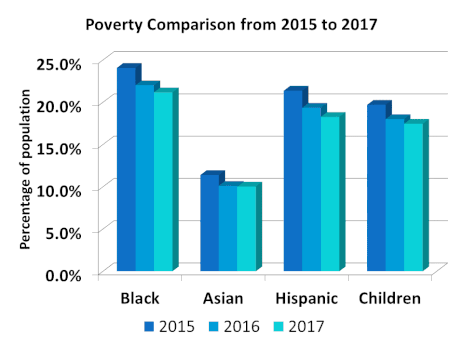 Poverty Comparison from 2015 to 2017
Percentage of population
25.0%
20.0%
15.0%
10.0%
5.0%
0.0%
Black Asian Hispanic Children
2015 2016 2017